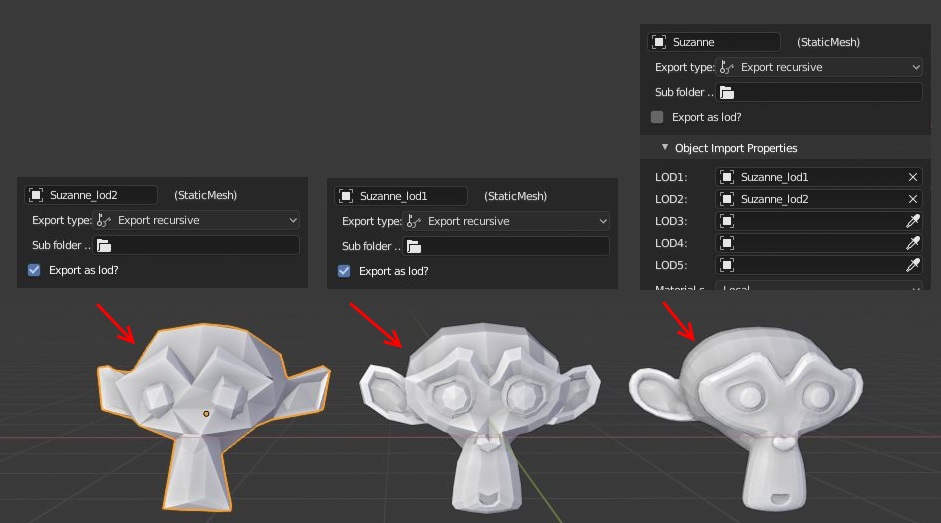 Suzanne_lod2 (StaticMesh)
Export type: Export recursive
Sub folder ..
Export as lod?
Suzanne_lod1 (StaticMesh)
Export type: Export recursive
Sub folder ..
Export as lod?
Suzanne (StaticMesh)
Export type: Export recursive
Sub folder ..
Export as lod?
Object Import Properties
LOD1: Suzanne_lod1
LOD2: Suzanne_lod2
LOD3:
LOD4:
LOD5:
Local